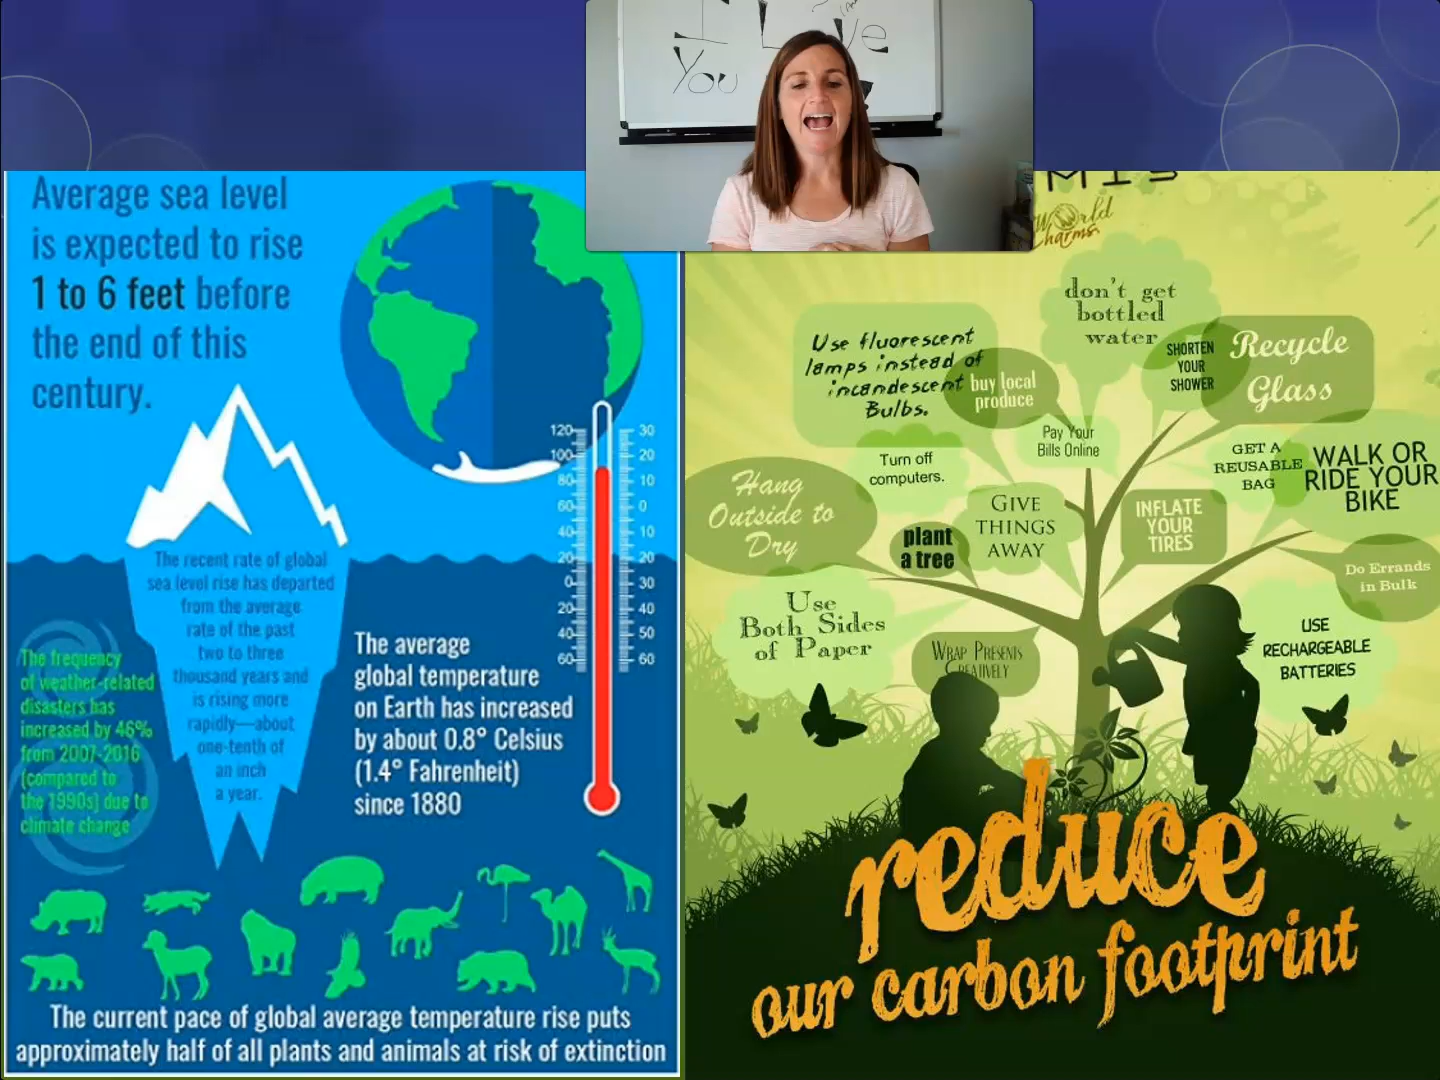 I Love
You
Average sea level
is expected to rise
1 to 6 feet before
the end of this
century.
120
100
80
60
40
20
0
20
40
60
30
20
10
0
10
20
30
40
50
60
The recent rate of global
sea level rise has departed
from the average
rate of the past
two to three
thousand years and
is rising more
rapidly—about
one-tenth of
an inch
a year.
The frequency
of weather-related
disasters has
increased by 46%
from 2007-2016
(compared to
the 1990s) due to
climate change
The average
global temperature
on Earth has increased
by about 0.8° Celsius
(1.4° Fahrenheit)
since 1880
The current pace of global average temperature rise puts
approximately half of all plants and animals at risk of extinction
World
Charms
don't get
bottled
water
Use fluorescent
lamps instead of
incandescent
Bulbs.
buy local
produce
SHORTEN
YOUR
SHOWER
Recycle
Glass
Pay Your
Bills Online
Turn off
computers.
GET A
REUSABLE
BAG
WALK OR
RIDE YOUR
BIKE
Hang
Outside to
Dry
plant
a tree
GIVE
THINGS
AWAY
INFLATE
YOUR
TIRES
Do Errands
in Bulk
Use
Both Sides
of Paper
WRAP PRESENTS
CREATIVELY
USE
RECHARGEABLE
BATTERIES
reduce
our carbon footprint